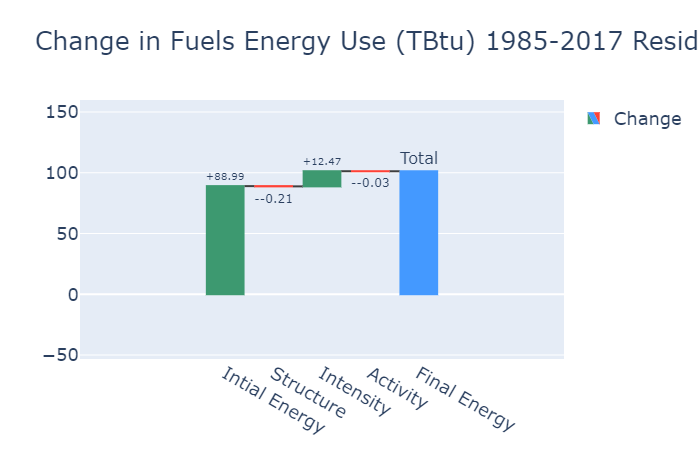 Change in Fuels Energy Use (TBtu) 1985-2017 Resid
150
100
50
0
−50
+88.99
--0.21
+12.47
--0.03
Total
Change
Intial Energy
Structure
Intensity
Activity
Final Energy